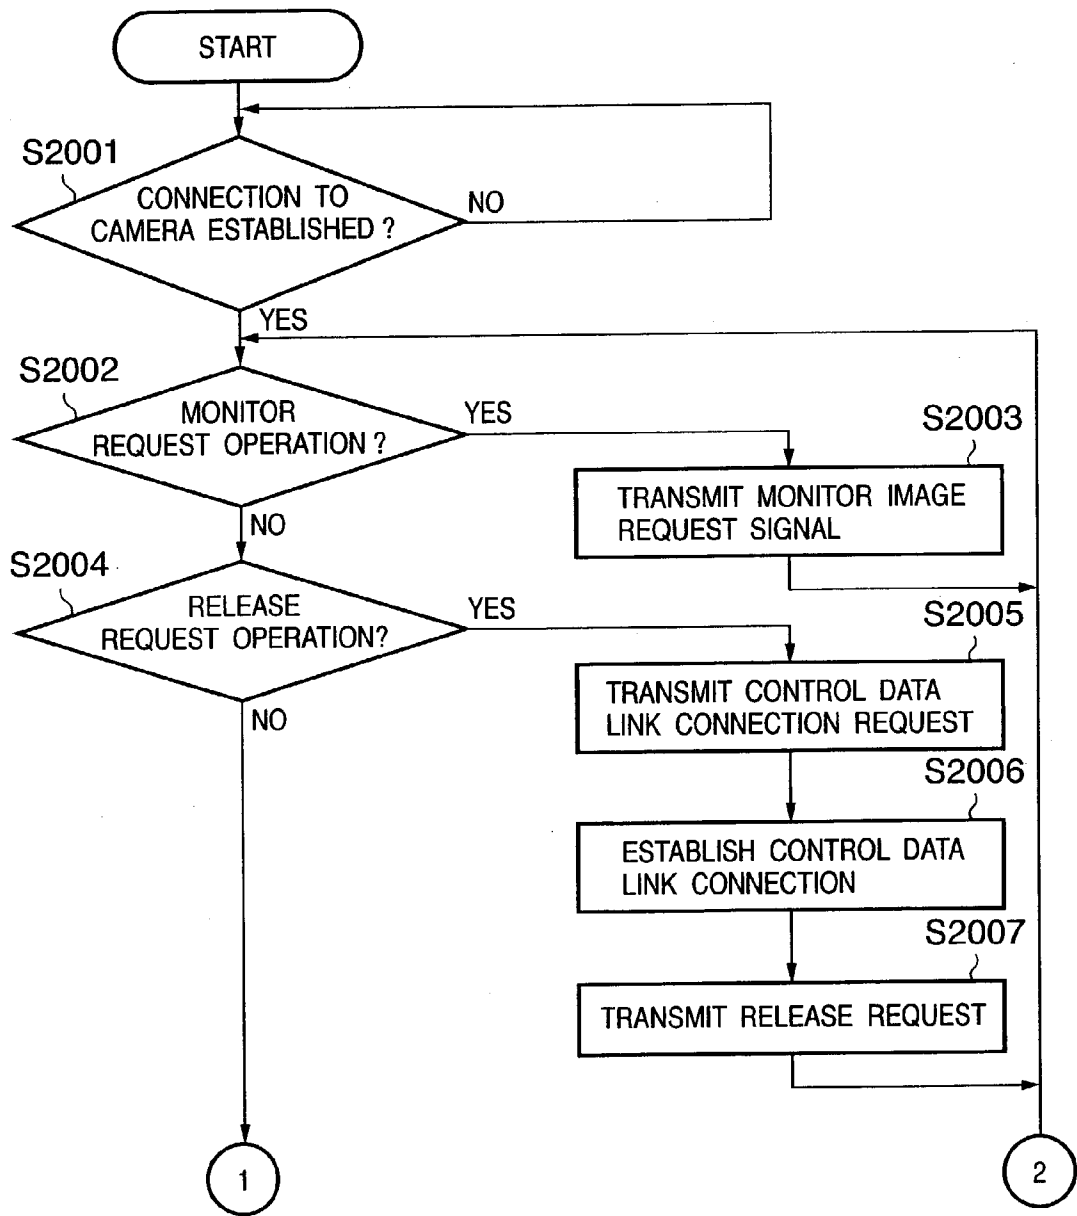 START
S2001
CONNECTION TO
CAMERA ESTABLISHED ?
NO
YES
S2002
MONITOR
REQUEST OPERATION ?
YES
S2003
TRANSMIT MONITOR IMAGE
REQUEST SIGNAL
NO
S2004
RELEASE
REQUEST OPERATION?
YES
S2005
TRANSMIT CONTROL DATA
LINK CONNECTION REQUEST
NO
S2006
ESTABLISH CONTROL DATA
LINK CONNECTION
S2007
TRANSMIT RELEASE REQUEST
1
2